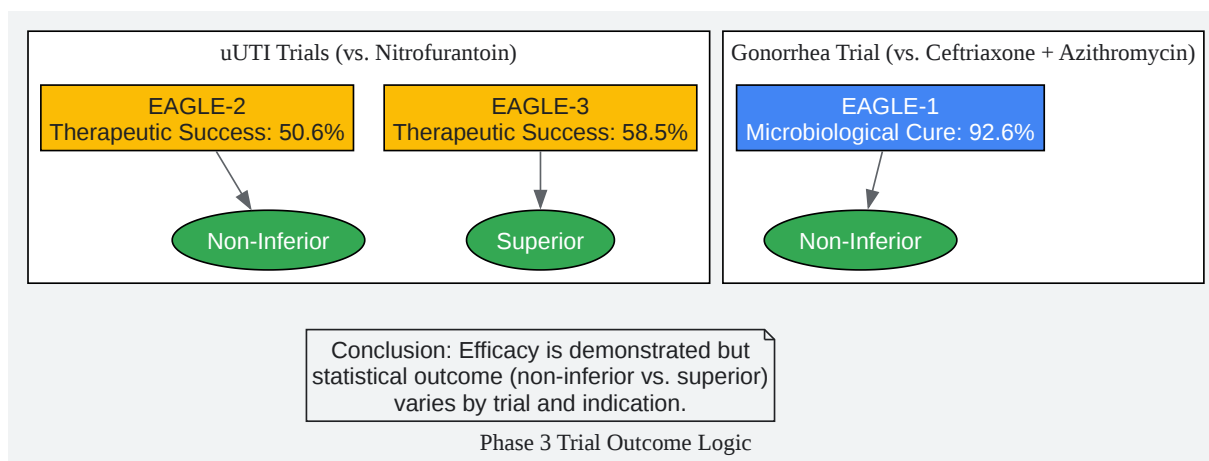 uUTI Trials (vs. Nitrofurantoin)
EAGLE-2
Therapeutic Success: 50.6%
EAGLE-3
Therapeutic Success: 58.5%
Non-Inferior
Superior
Gonorrhea Trial (vs. Ceftriaxone + Azithromycin)
EAGLE-1
Microbiological Cure: 92.6%
Non-Inferior
Conclusion: Efficacy is demonstrated but
statistical outcome (non-inferior vs. superior)
varies by trial and indication.
Phase 3 Trial Outcome Logic